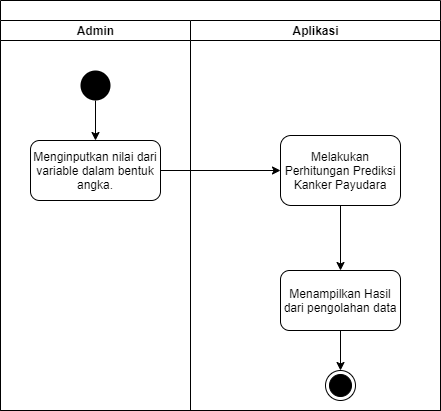 Admin
Aplikasi
Menginputkan nilai dari
variable dalam bentuk
angka.
Melakukan
Perhitungan Prediksi
Kanker Payudara
Menampilkan Hasil
dari pengolahan data